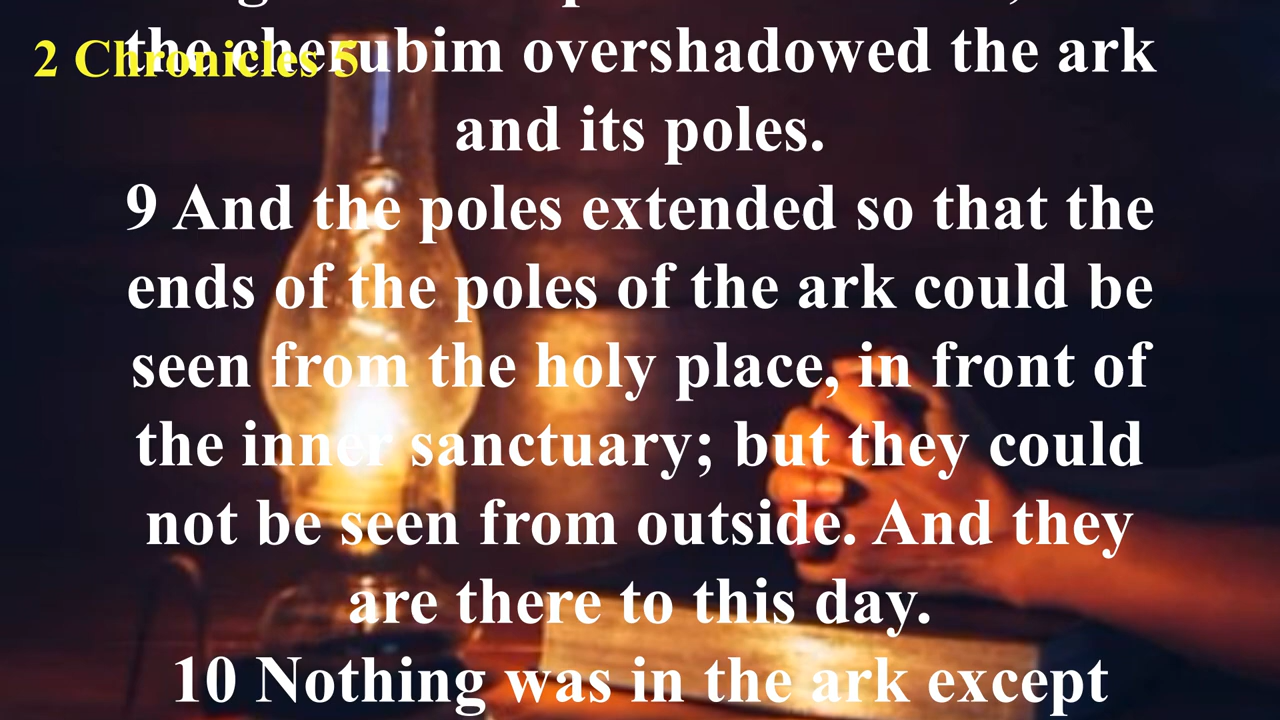 2 Chronicles 5
the cherubim overshadowed the ark
and its poles.
9 And the poles extended so that the
ends of the poles of the ark could be
seen from the holy place, in front of
the inner sanctuary; but they could
not be seen from outside. And they
are there to this day.
10 Nothing was in the ark except